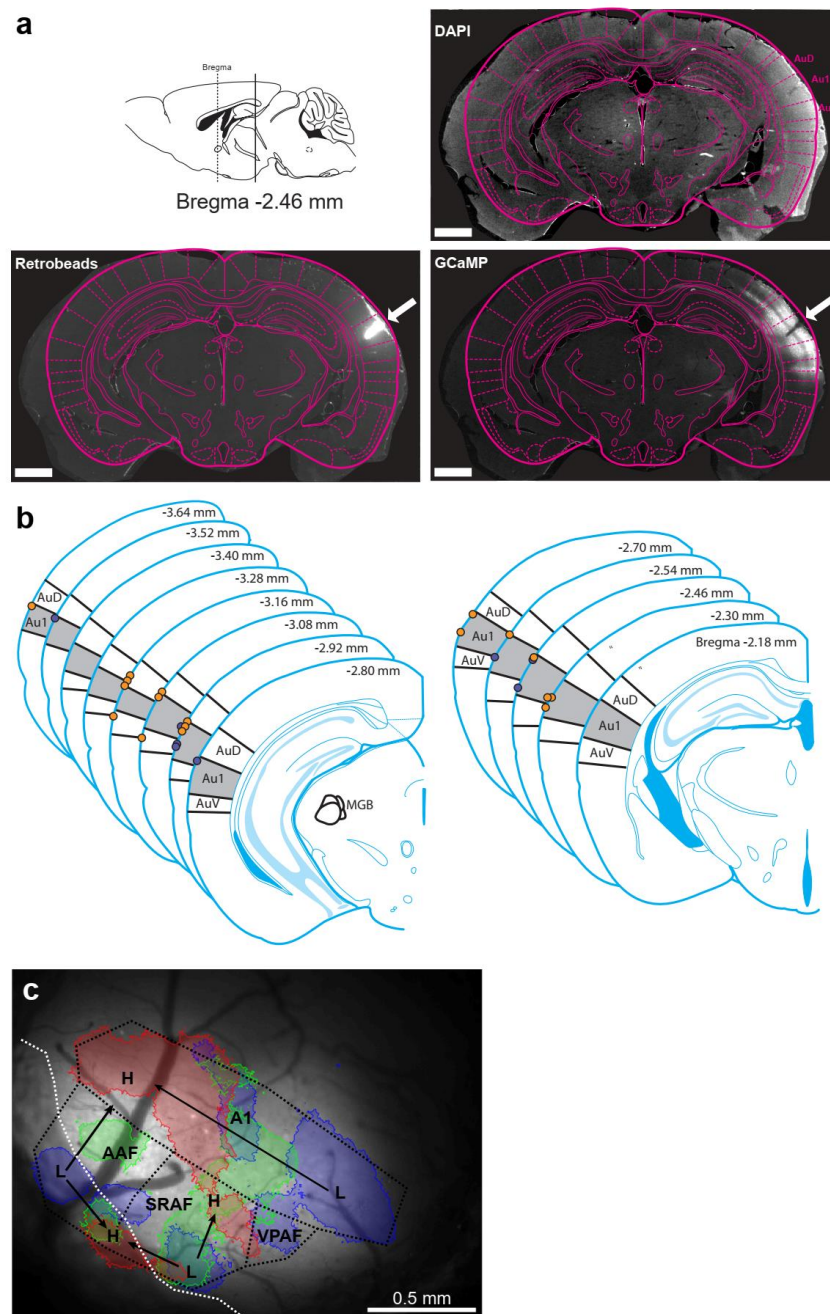 a
Bregma
Bregma -2.46 mm
DAPI
AuD
Au1
Retrobeads
GCaMP
b
-3.64 mm
-3.52 mm
-3.40 mm
-3.28 mm
-3.16 mm
-3.08 mm
-2.92 mm
-2.80 mm
AuD
Au1
AuD
Au1
AuV
MGB
-2.70 mm
-2.54 mm
-2.46 mm
-2.30 mm
Bregma -2.18 mm
AuD
Au1
AuV
AuD
Au1
AuV
c
H
A1
AAF
L
L
SRAF
H
H
VPAF
L
0.5 mm